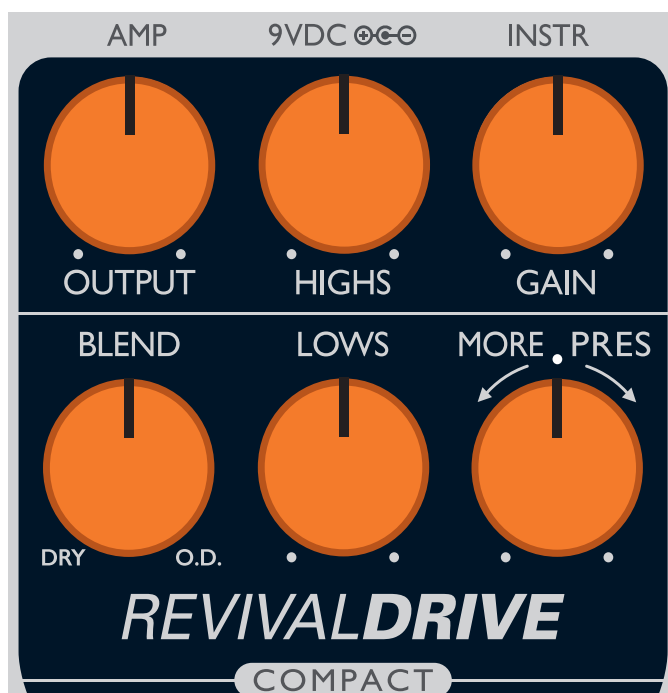 AMP 9VDC INSTR
OUTPUT HIGHS GAIN
BLEND LOWS MORE PRES
DRY O.D.
REVIVALDRIVE
COMPACT